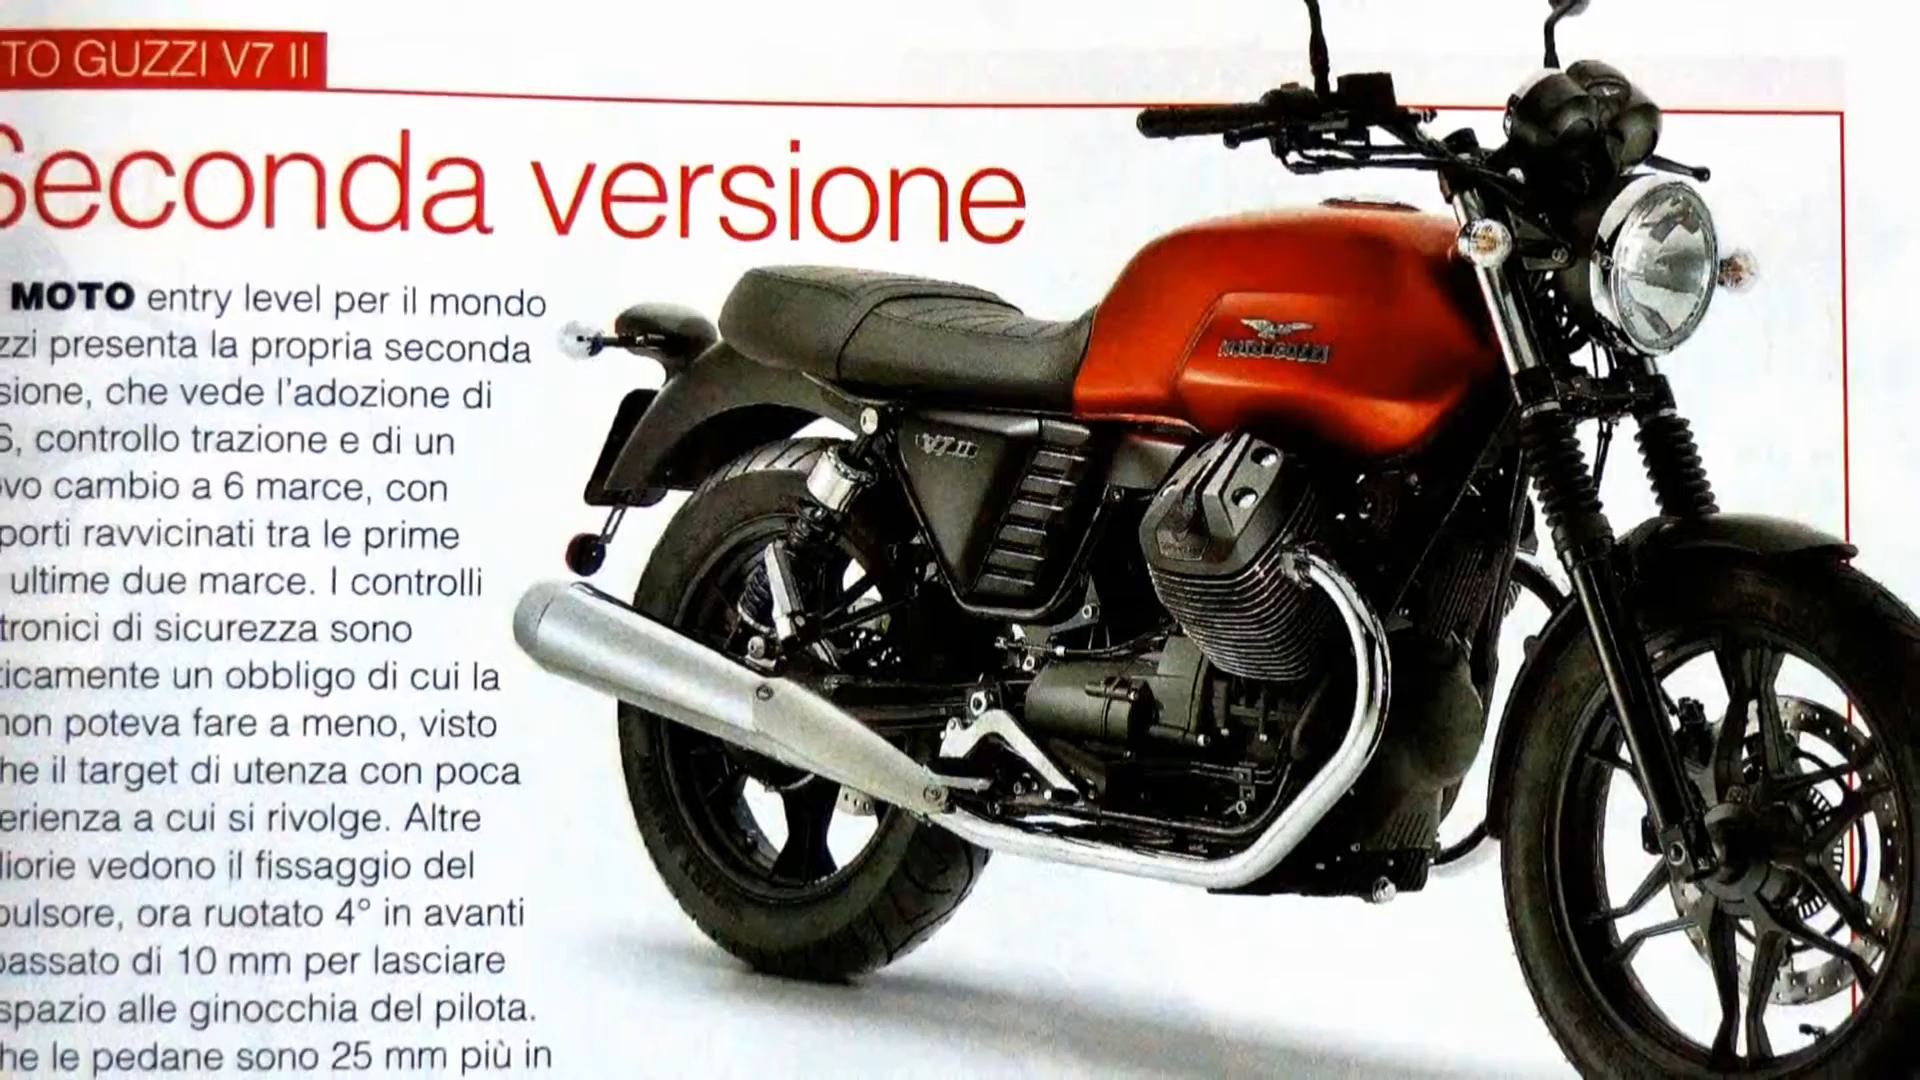 TO GUZZI V7 II
Seconda versione
MOTO entry level per il mondo
zzi presenta la propria seconda
sione, che vede l'adozione di
S, controllo trazione e di un
ovo cambio a 6 marce, con
porti ravvicinati tra le prime
ultime due marce. I controlli
tronici di sicurezza sono
ticamente un obbligo di cui la
non poteva fare a meno, visto
he il target di utenza con poca
erienza a cui si rivolge. Altre
liorie vedono il fissaggio del
pulsore, ora ruotato 4° in avanti
bassato di 10 mm per lasciare
spazio alle ginocchia del pilota.
he le pedane sono 25 mm più in
MOTO GUZZI
V7 II